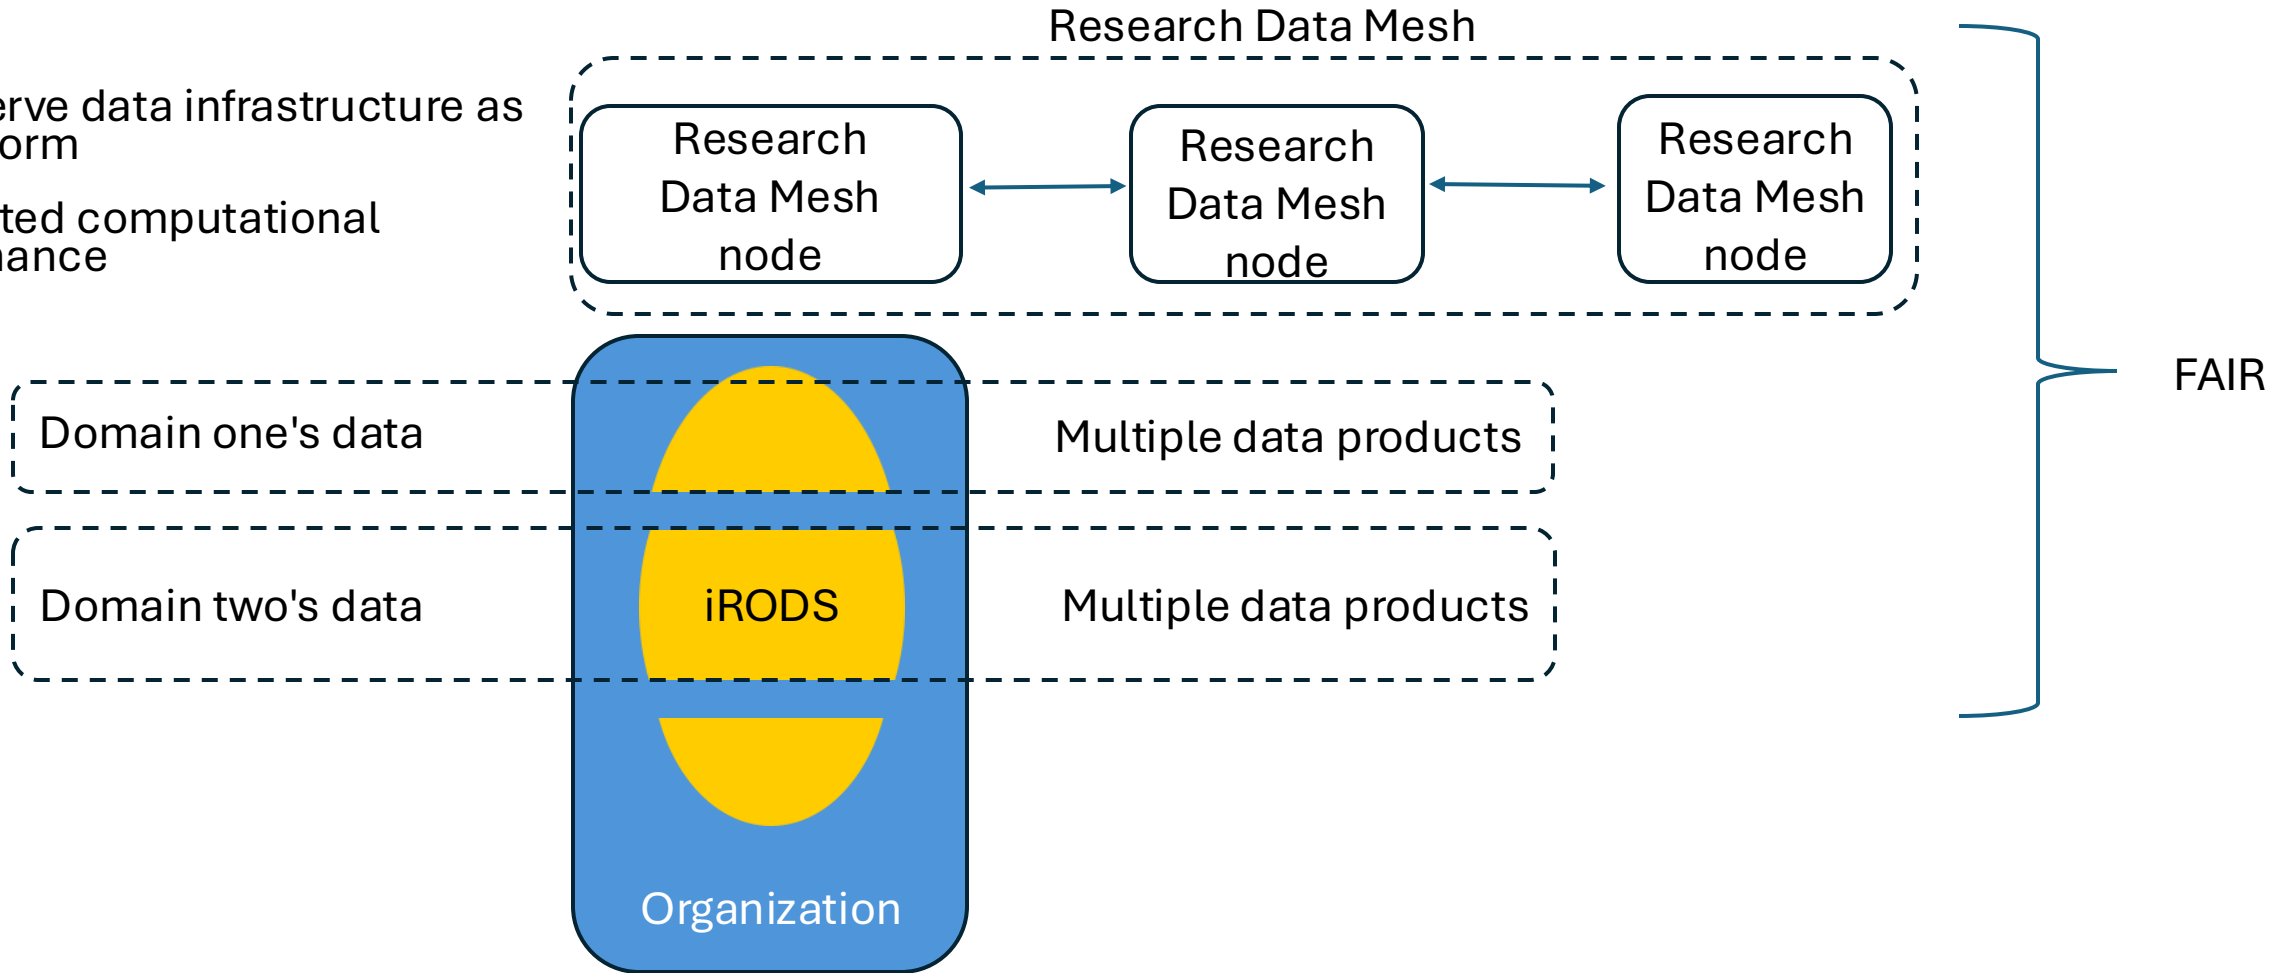 Research Data Mesh
erve data infrastructure as
orm
ted computational
ance
Research
Data Mesh
node
Research
Data Mesh
node
Research
Data Mesh
node
FAIR
Domain one's data
Multiple data products
Domain two's data
iRODS
Multiple data products
Organization